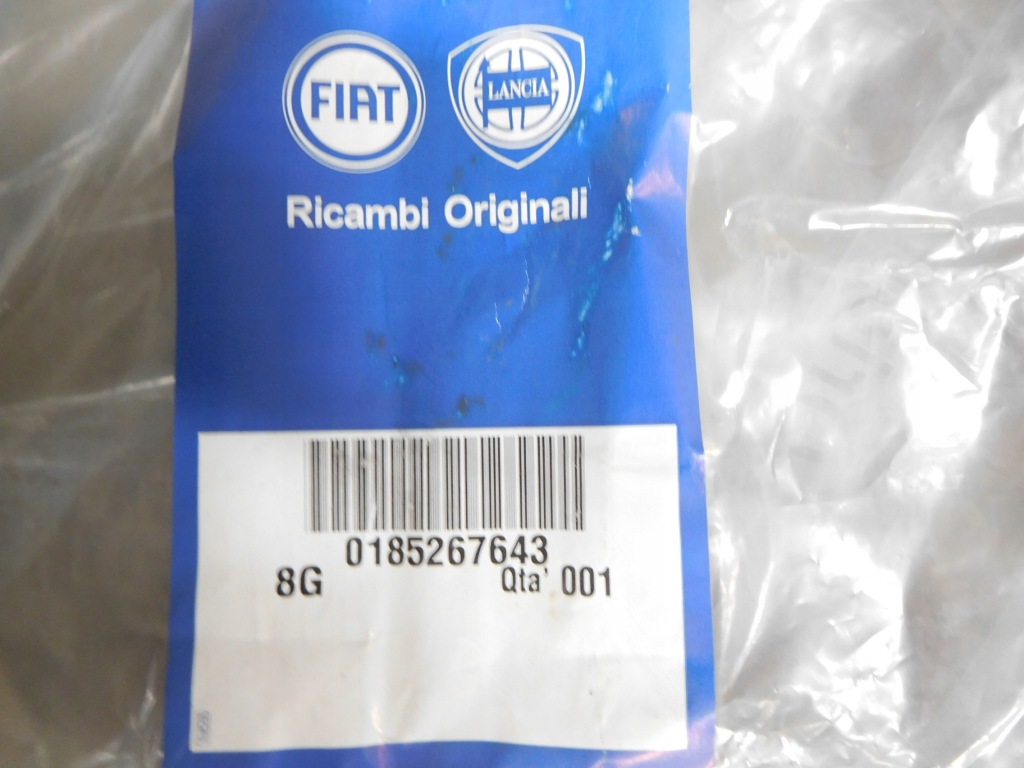 FIAT
LANCIA
Ricambi Originali
0185267643
8G Qta' 001